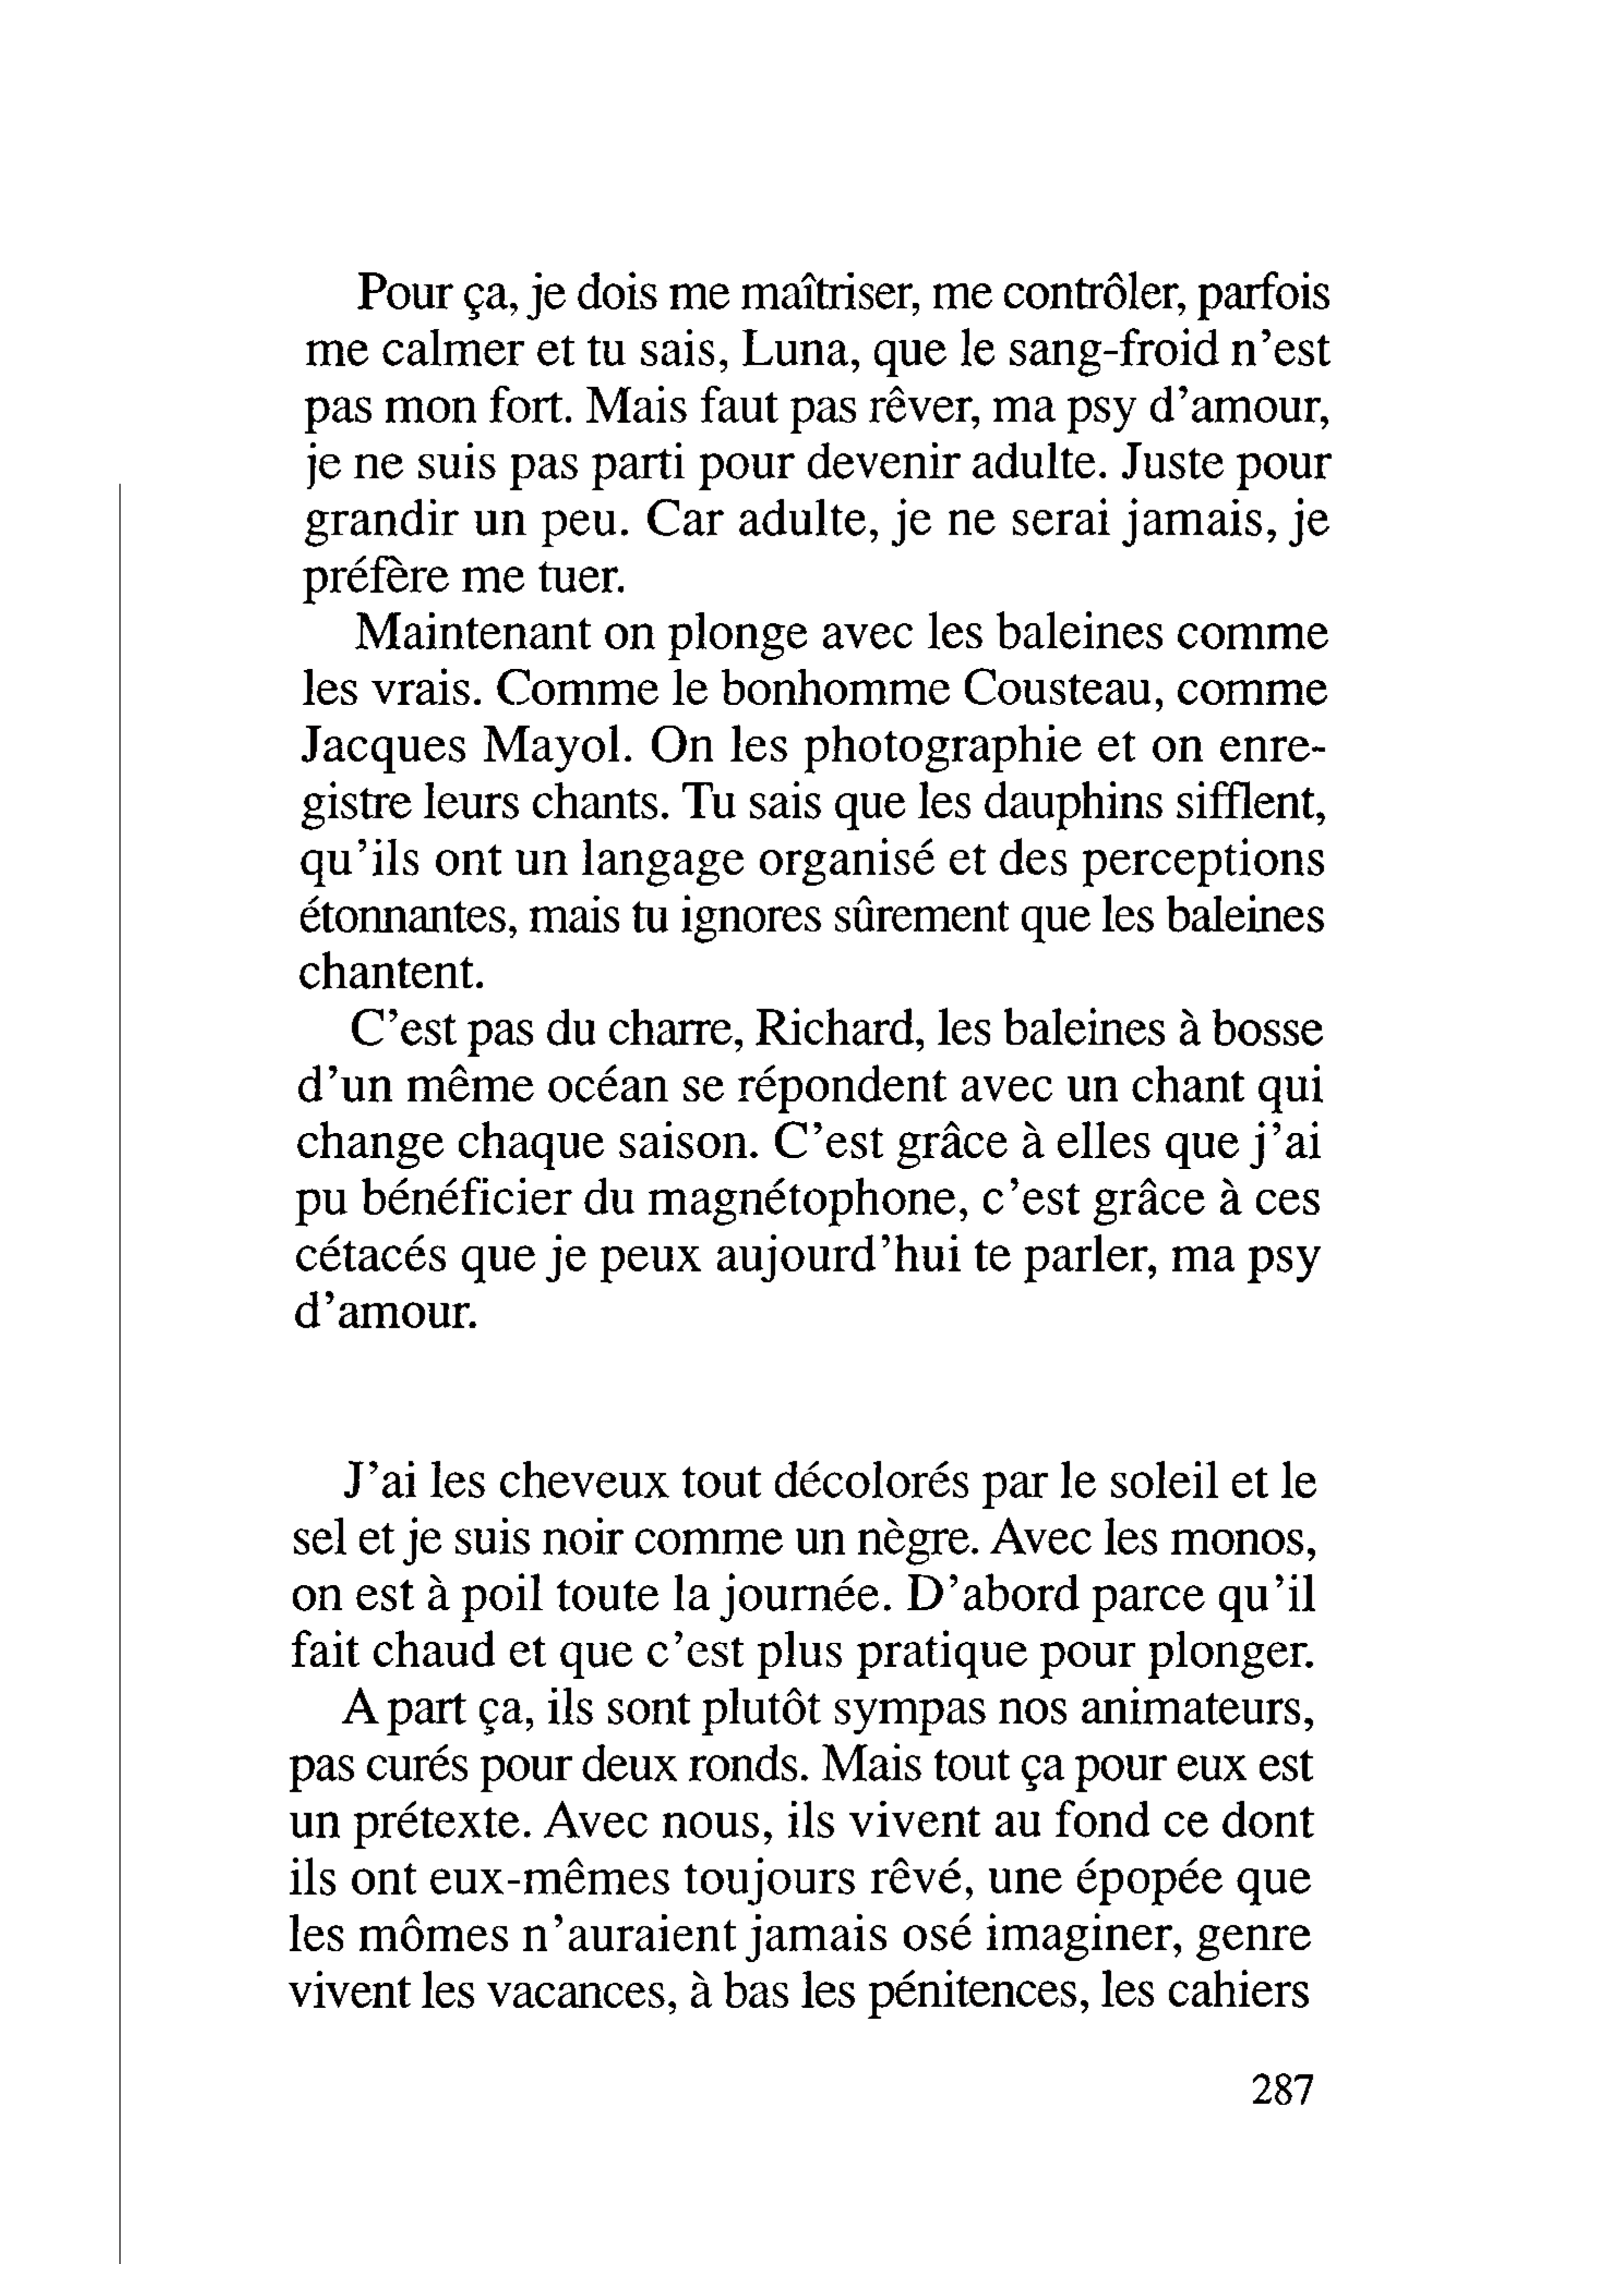 Pour ça, je dois me maîtriser, me contrôler, parfois
me calmer et tu sais, Luna, que le sang-froid n'est
pas mon fort. Mais faut pas rêver, ma psy d'amour,
je ne suis pas parti pour devenir adulte. Juste pour
grandir un peu. Car adulte, je ne serai jamais, je
préfère me tuer.
Maintenant on plonge avec les baleines comme
les vrais. Comme le bonhomme Cousteau, comme
Jacques Mayol. On les photographie et on enre-
gistre leurs chants. Tu sais que les dauphins sifflent,
qu'ils ont un langage organisé et des perceptions
étonnantes, mais tu ignores sûrement que les baleines
chantent.
C'est pas du charre, Richard, les baleines à bosse
d'un même océan se répondent avec un chant qui
change chaque saison. C'est grâce à elles que j'ai
pu bénéficier du magnétophone, c'est grâce à ces
cétacés que je peux aujourd'hui te parler, ma psy
d'amour.
J'ai les cheveux tout décolorés par le soleil et le
sel et je suis noir comme un nègre. Avec les monos,
on est à poil toute la journée. D'abord parce qu'il
fait chaud et que c'est plus pratique pour plonger.
A part ça, ils sont plutôt sympas nos animateurs,
pas curés pour deux ronds. Mais tout ça pour eux est
un prétexte. Avec nous, ils vivent au fond ce dont
ils ont eux-mêmes toujours rêvé, une épopée que
les mômes n'auraient jamais osé imaginer, genre
vivent les vacances, à bas les pénitences, les cahiers
287